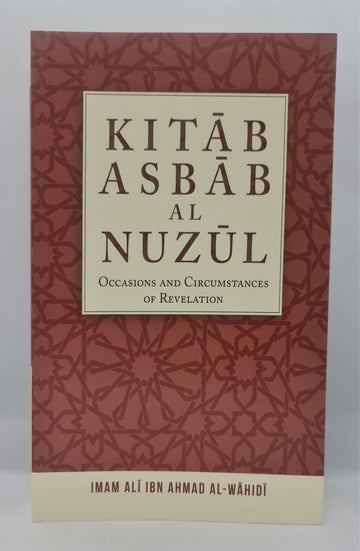 KITĀB
ASBĀB
AL
NUZŪL
Occasions and Circumstances
of Revelation
IMAM ALĪ IBN AHMAD AL-WĀHIDĪ